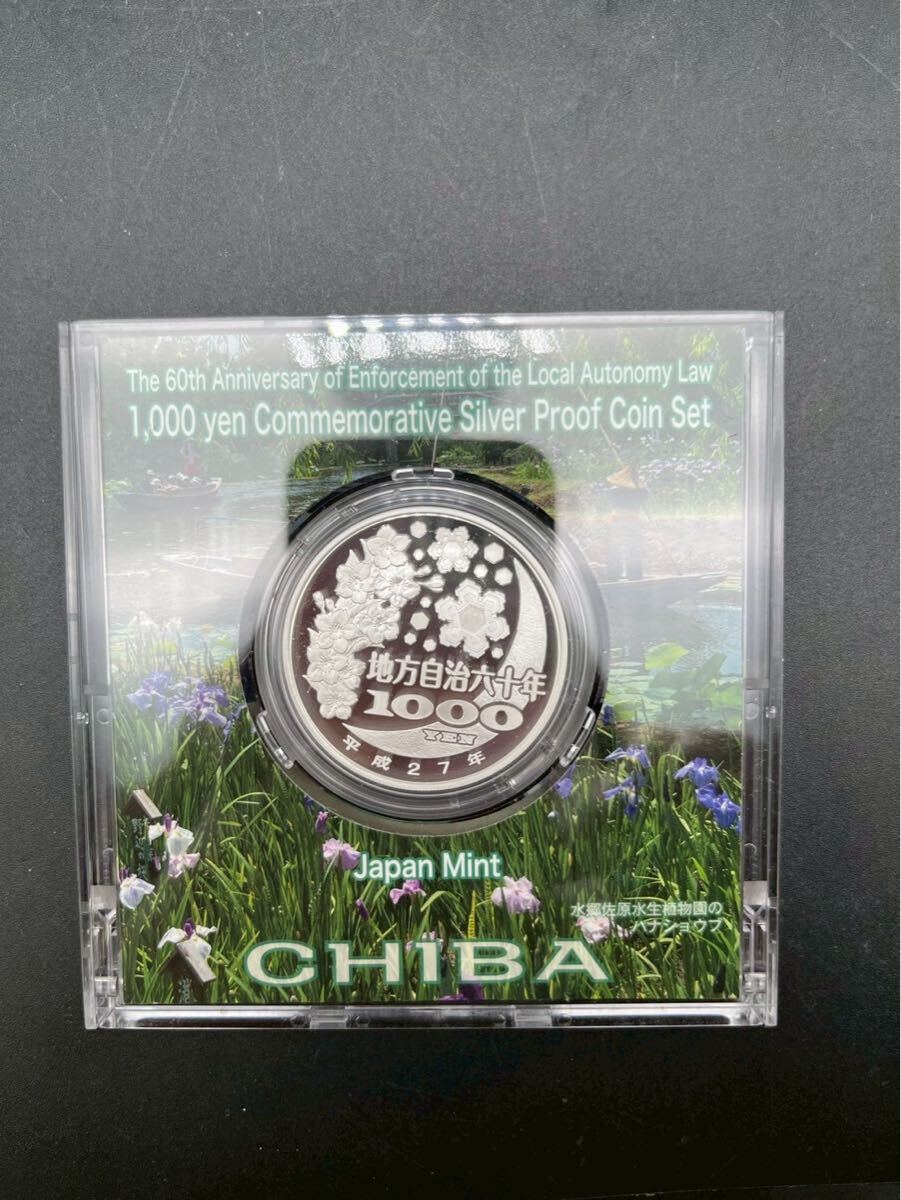 The 60th Anniversary of Enforcement of the Local Autonomy Law
1,000 yen Commemorative Silver Proof Coin Set
地方自治六十年
1000
YEN
平成27年
Japan Mint
水郷佐原水生植物園の
ハナショウブ
CHIBA